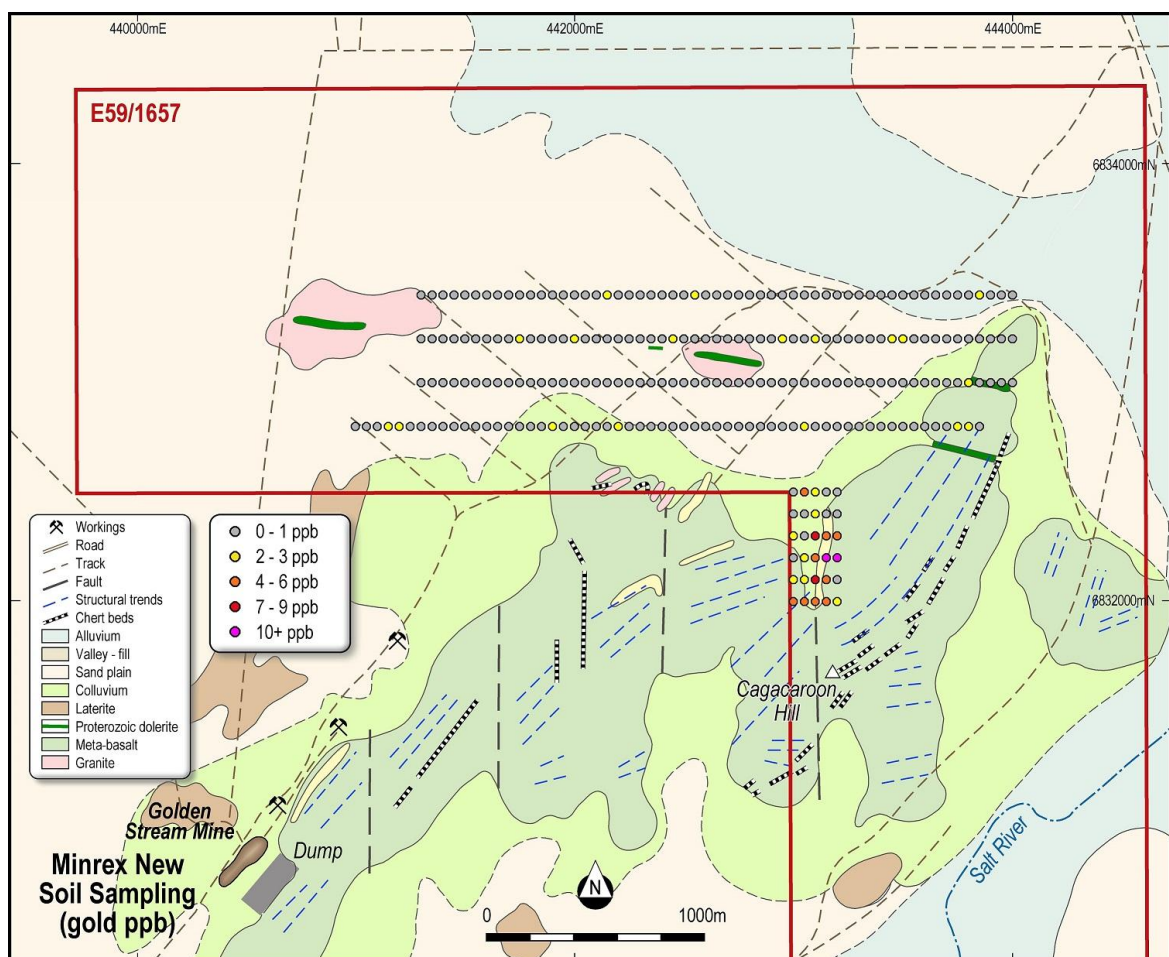 440000mE
442000mE
444000mE
E59/1657
6834000mN
Workings
Road
Track
Fault
Structural trends
Chert beds
Alluvium
Valley - fill
Sand plain
Colluvium
Laterite
Proterozoic dolerite
Meta-basalt
Granite
0 - 1 ppb
2 - 3 ppb
4 - 6 ppb
7 - 9 ppb
10+ ppb
6832000mN
Cagacaroon
Hill
Golden
Stream Mine
Dump
Minrex New
Soil Sampling
(gold ppb)
Salt River
N
0
1000m